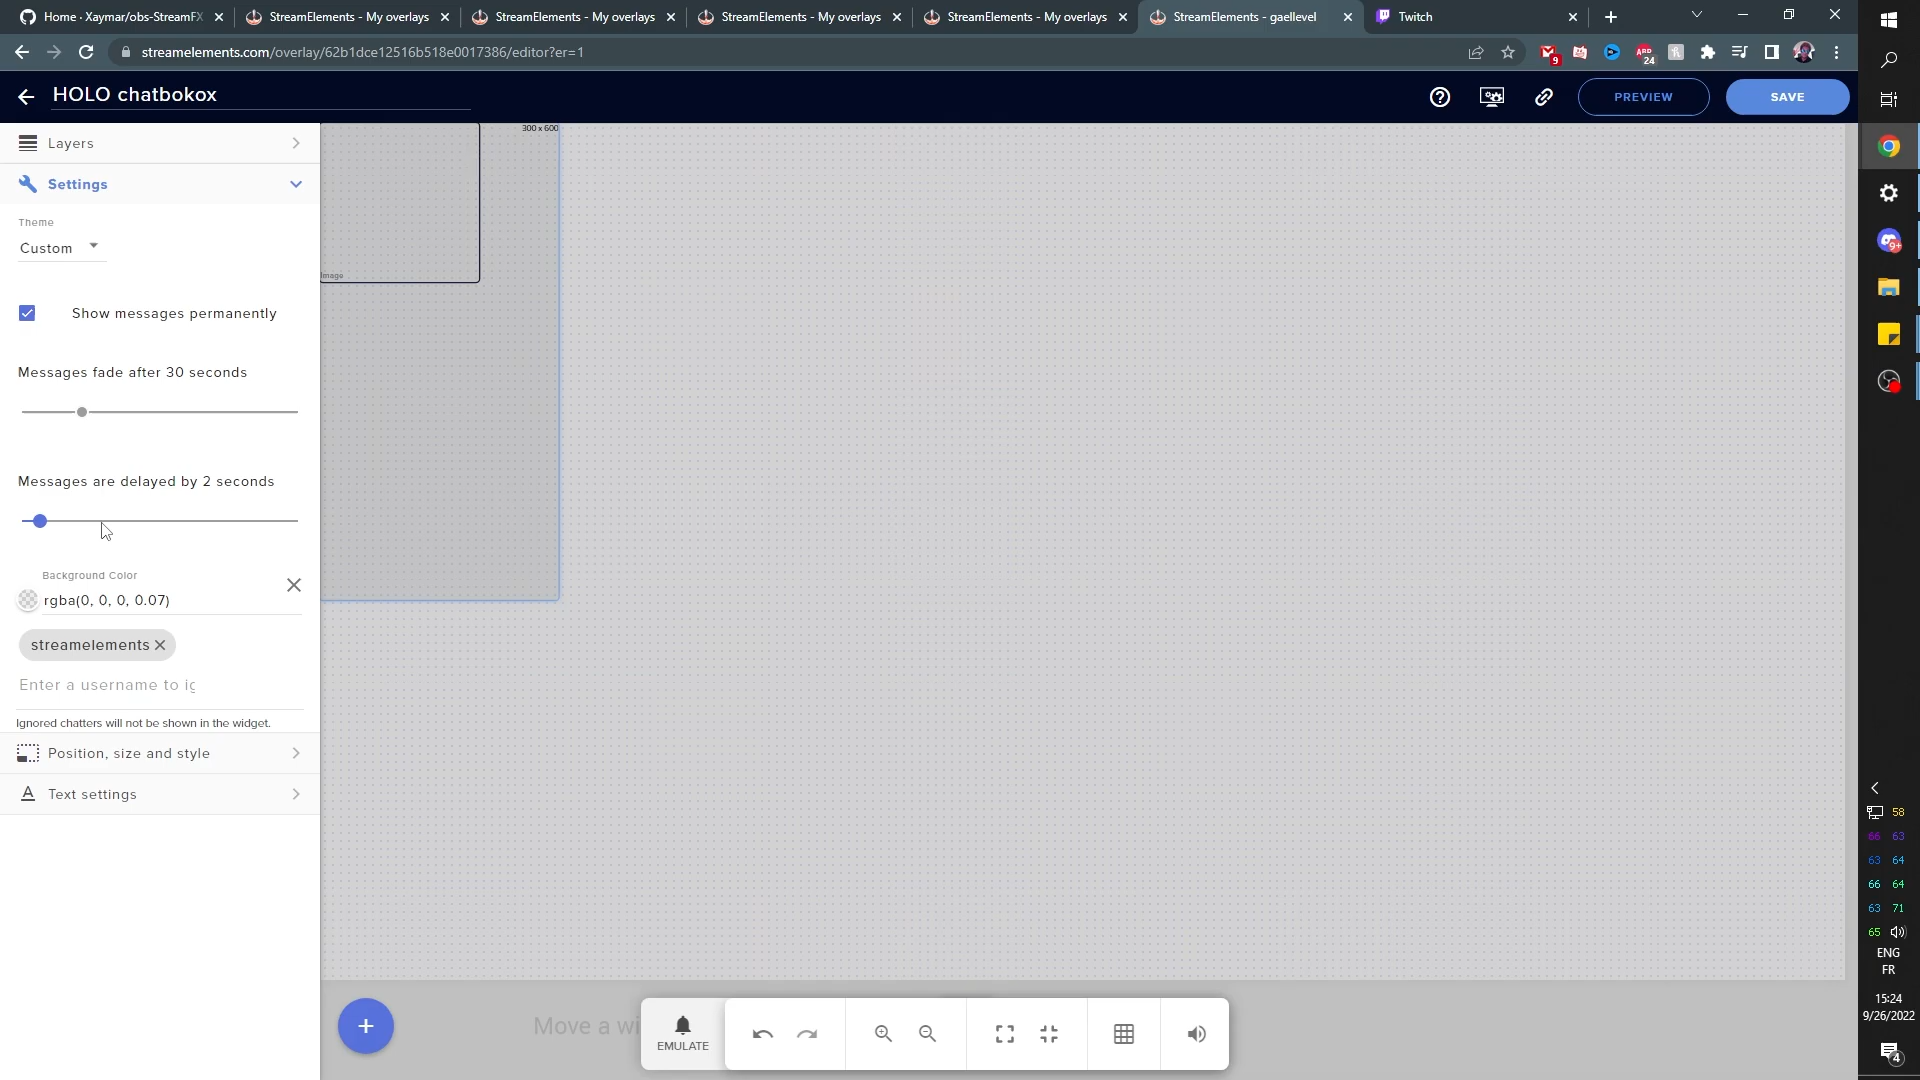 Home · Xaymar/obs-StreamFX
StreamElements - My overlays
StreamElements - My overlays
StreamElements - My overlays
StreamElements - My overlays
StreamElements - gaellevel
Twitch
streamelements.com/overlay/62b1dce12516b518e0017386/editor?er=1
9
24
HOLO chatbokox
PREVIEW
SAVE
Layers
Settings
Theme
Custom
Show messages permanently
Messages fade after 30 seconds
Messages are delayed by 2 seconds
Background Color
rgba(0, 0, 0, 0.07)
streamelements
Enter a username to ig
Ignored chatters will not be shown in the widget.
Position, size and style
Text settings
300 x 600
Image
Move a wi
EMULATE
9+
58
66 63
63 64
66 64
63 71
65
ENG
FR
15:24
9/26/2022
4